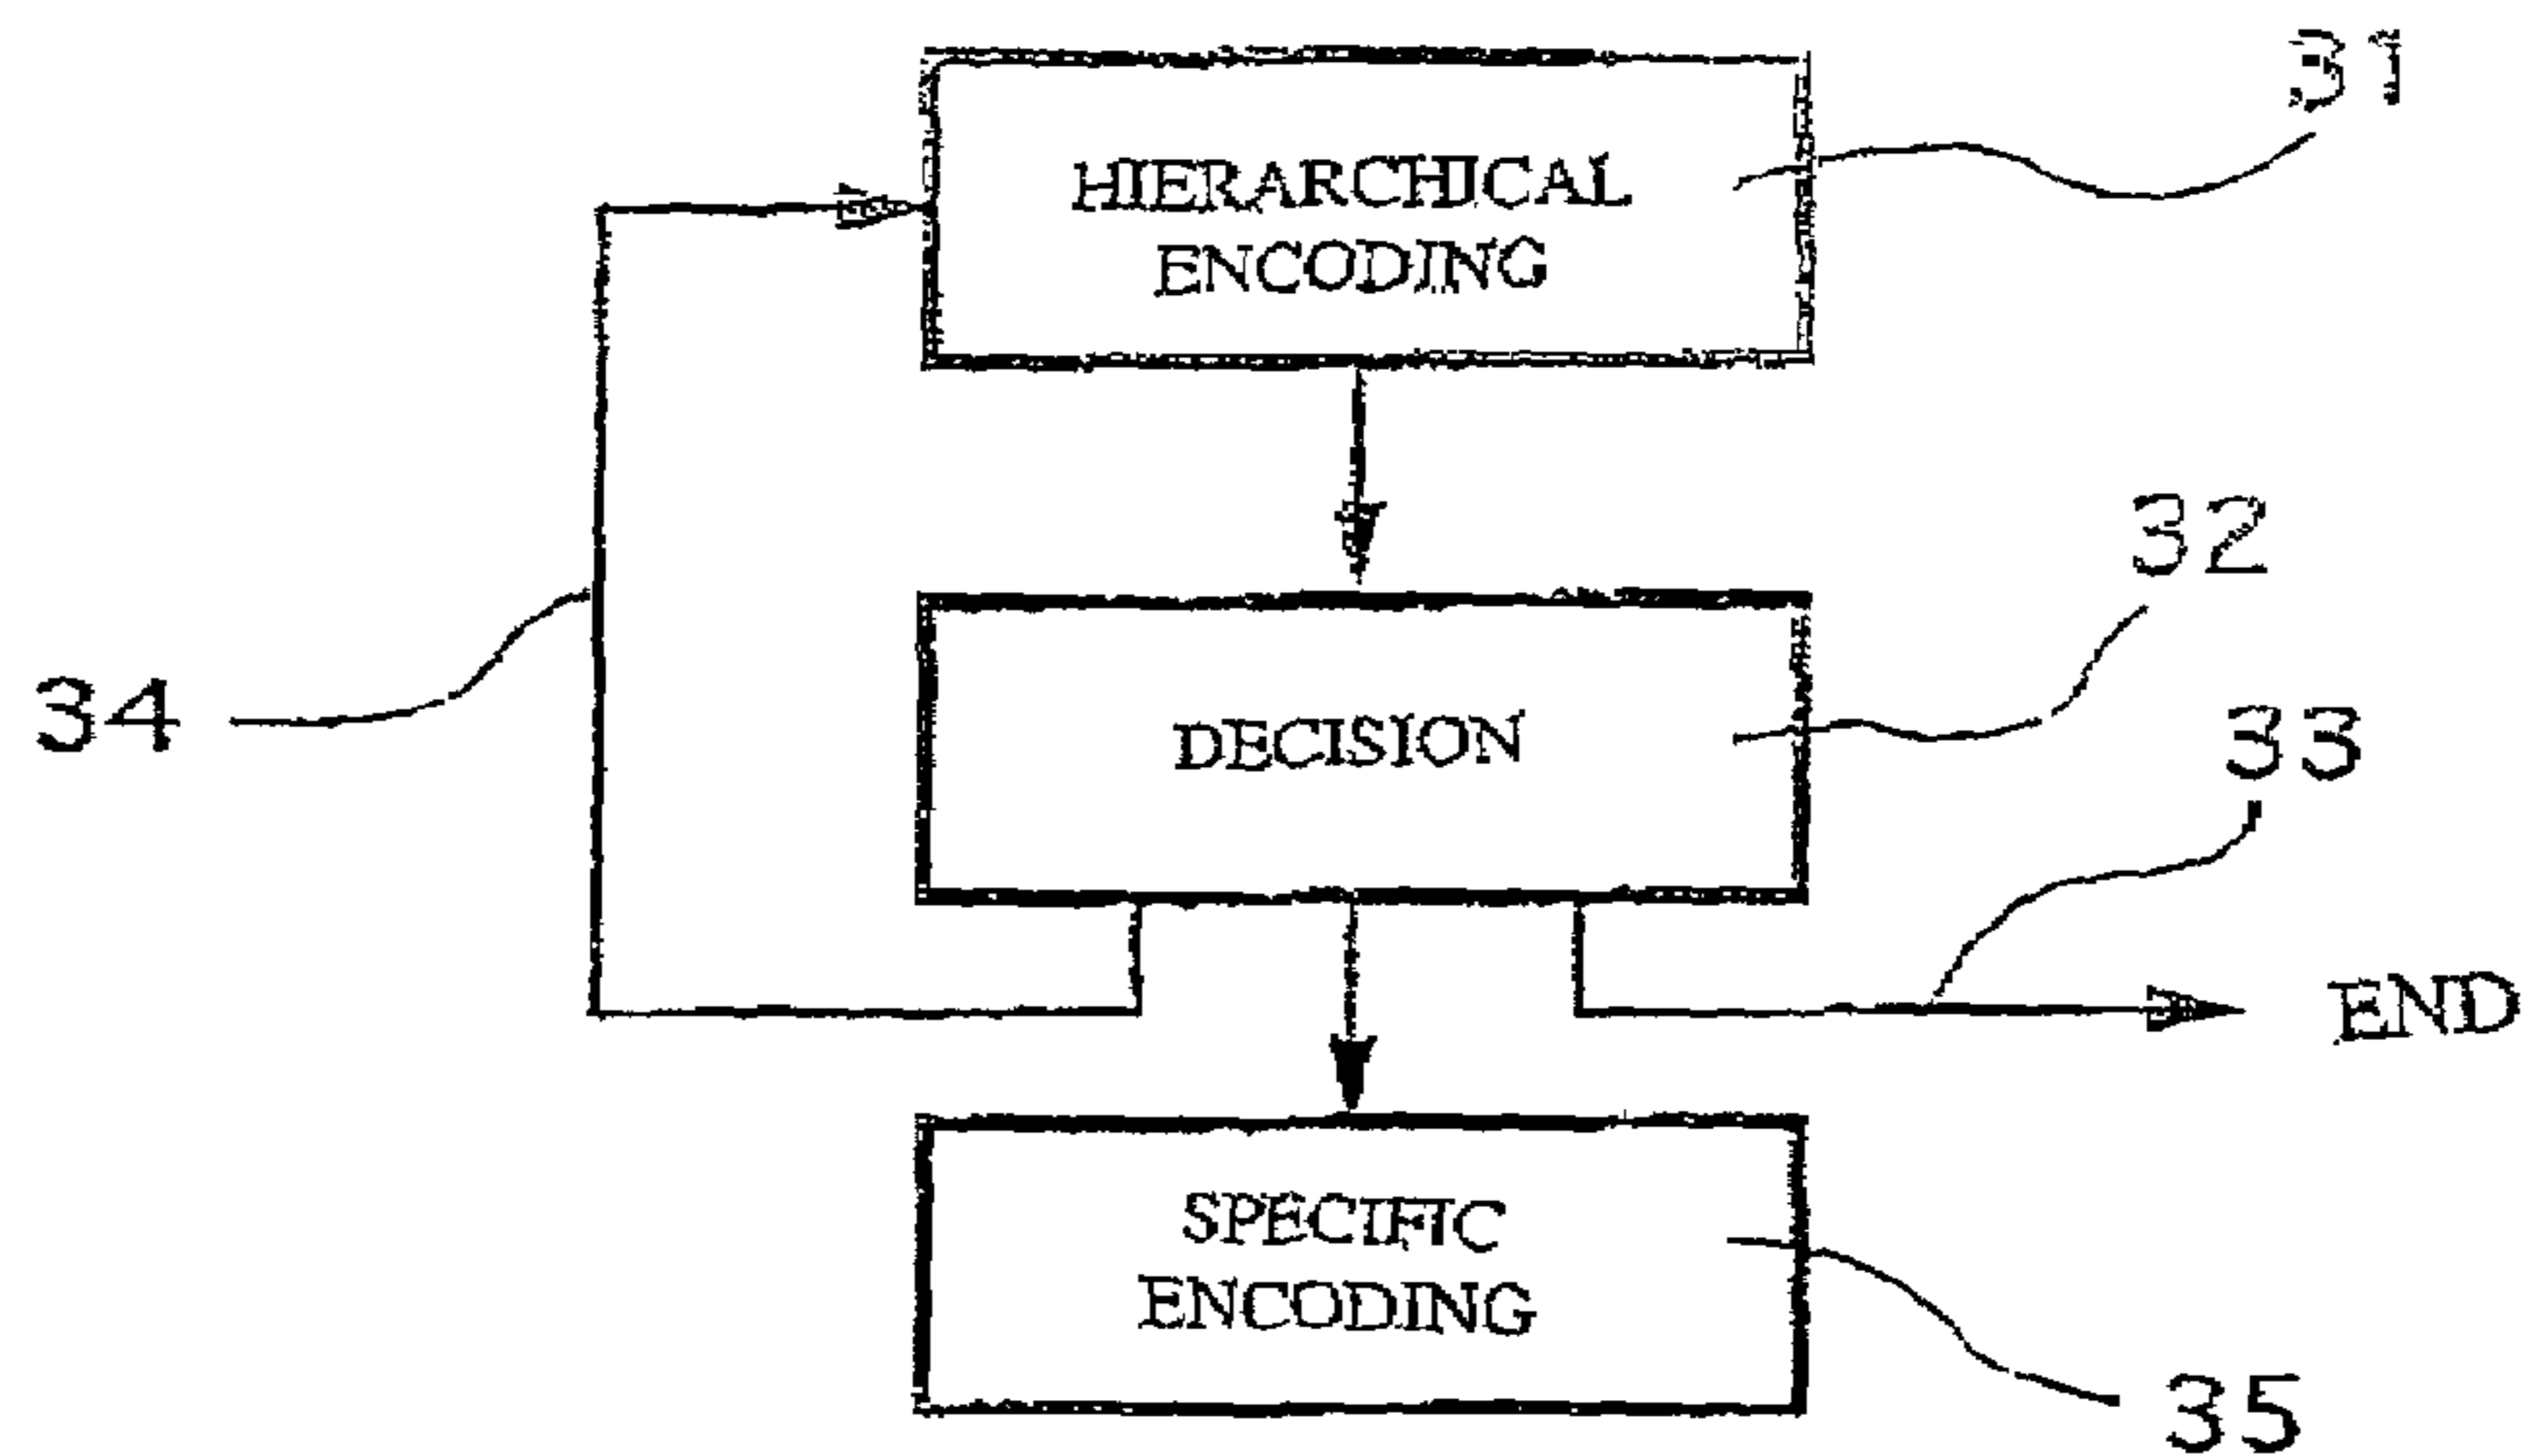 31
HIERARCHICAL
ENCODING
32
34
DECISION
33
END
SPECIFIC
ENCODING
35